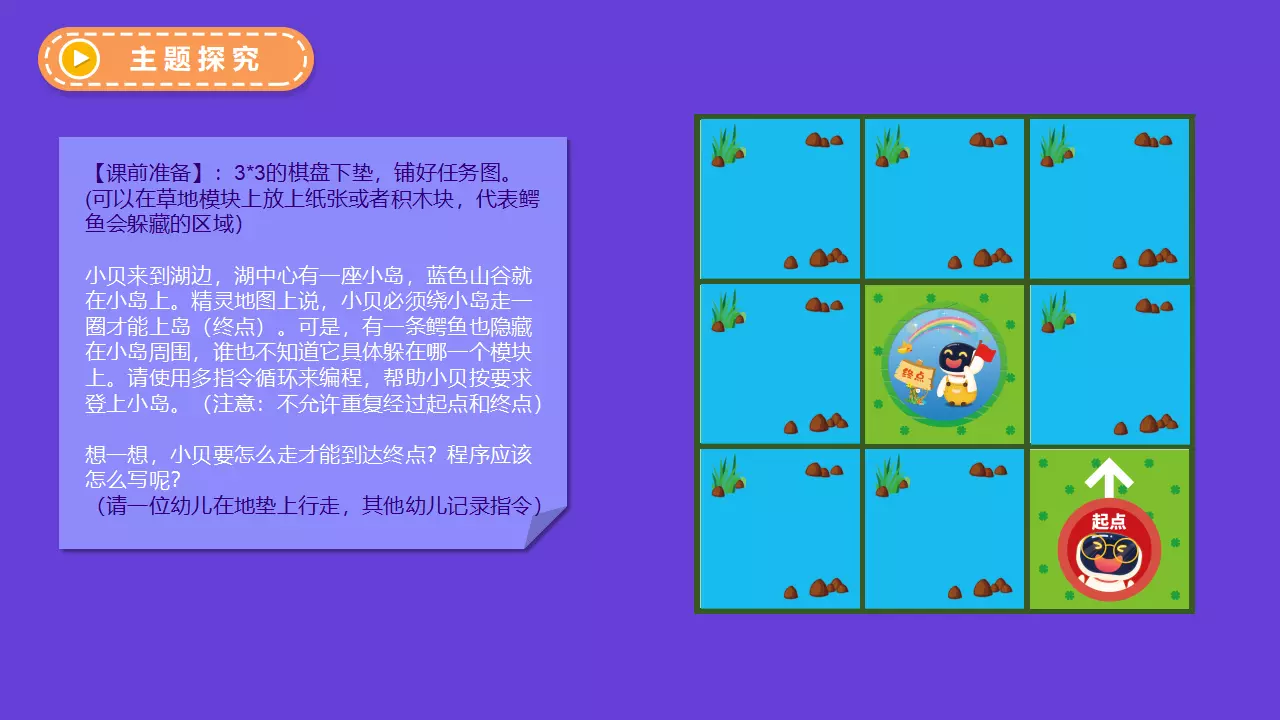 主题探究
【课前准备】：3*3的棋盘下垫，铺好任务图。
(可以在草地模块上放上纸张或者积木块，代表鳄
鱼会躲藏的区域）
小贝来到湖边，湖中心有一座小岛，蓝色山谷就
在小岛上。精灵地图上说，小贝必须绕小岛走一
圈才能上岛（终点）。可是，有一条鳄鱼也隐藏
在小岛周围，谁也不知道它具体躲在哪一个模块
上。请使用多指令循环来编程，帮助小贝按要求
登上小岛。（注意：不允许重复经过起点和终点）
想一想，小贝要怎么走才能到达终点？程序应该
怎么写呢？
（请一位幼儿在地垫上行走，其他幼儿记录指令）
终点
起点